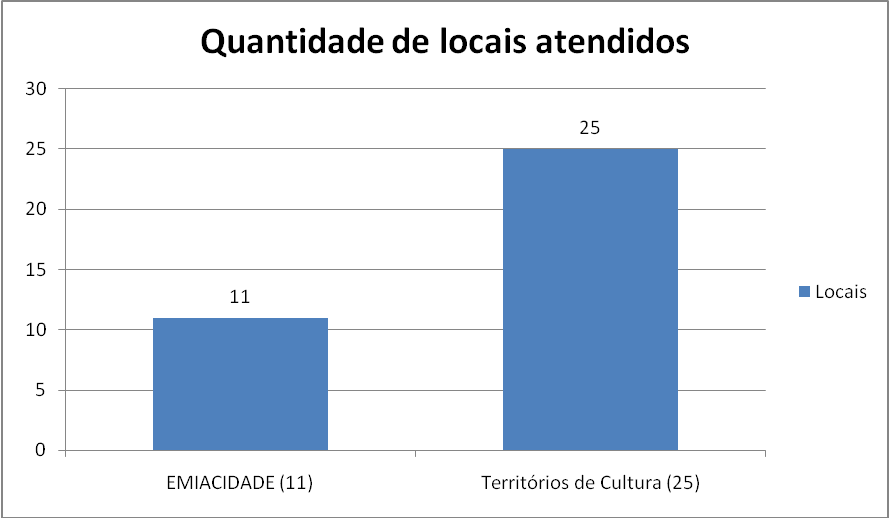 Quantidade de locais atendidos
30
25
20
15
10
5
0
11
25
EMIACIDADE (11)
Territórios de Cultura (25)
Locais